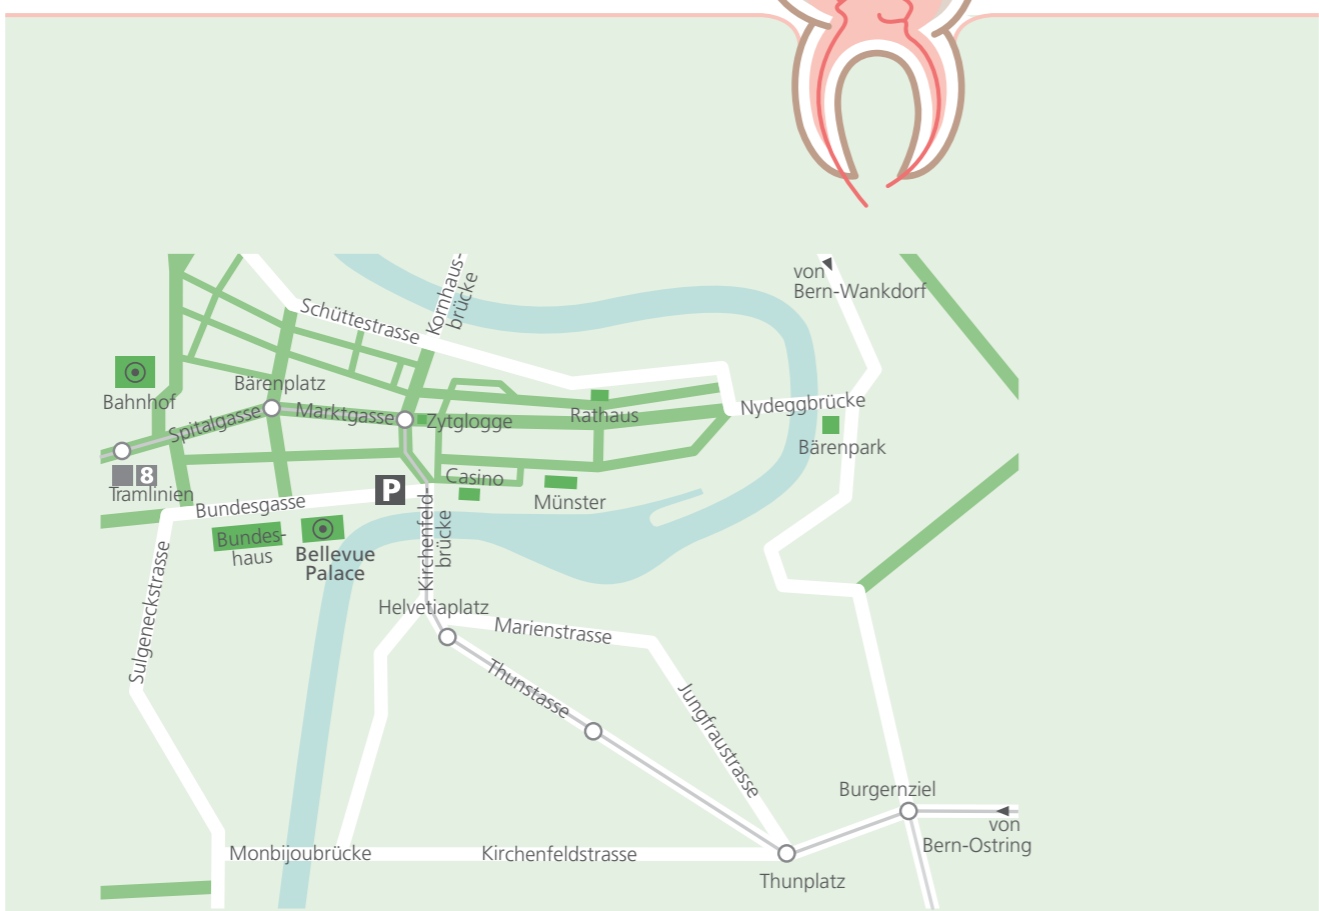 von
Bern-Wankdorf
Kornhaus-
brücke
Schüttestrasse
Bärenplatz
Bahnhof
Spitalgasse
Marktgasse
Zytglogge
Rathaus
Nydeggbrücke
Bärenpark
8
Tramlinien
P
Casino
Münster
Bundesgasse
Bundes-
haus
Bellevue
Palace
Kirchenfeld-
brücke
Sulgeneckstrasse
Helvetiaplatz
Marienstrasse
Thunstasse
Jungfraustrasse
Burgernziel
von
Bern-Ostring
Monbijoubrücke
Kirchenfeldstrasse
Thunplatz